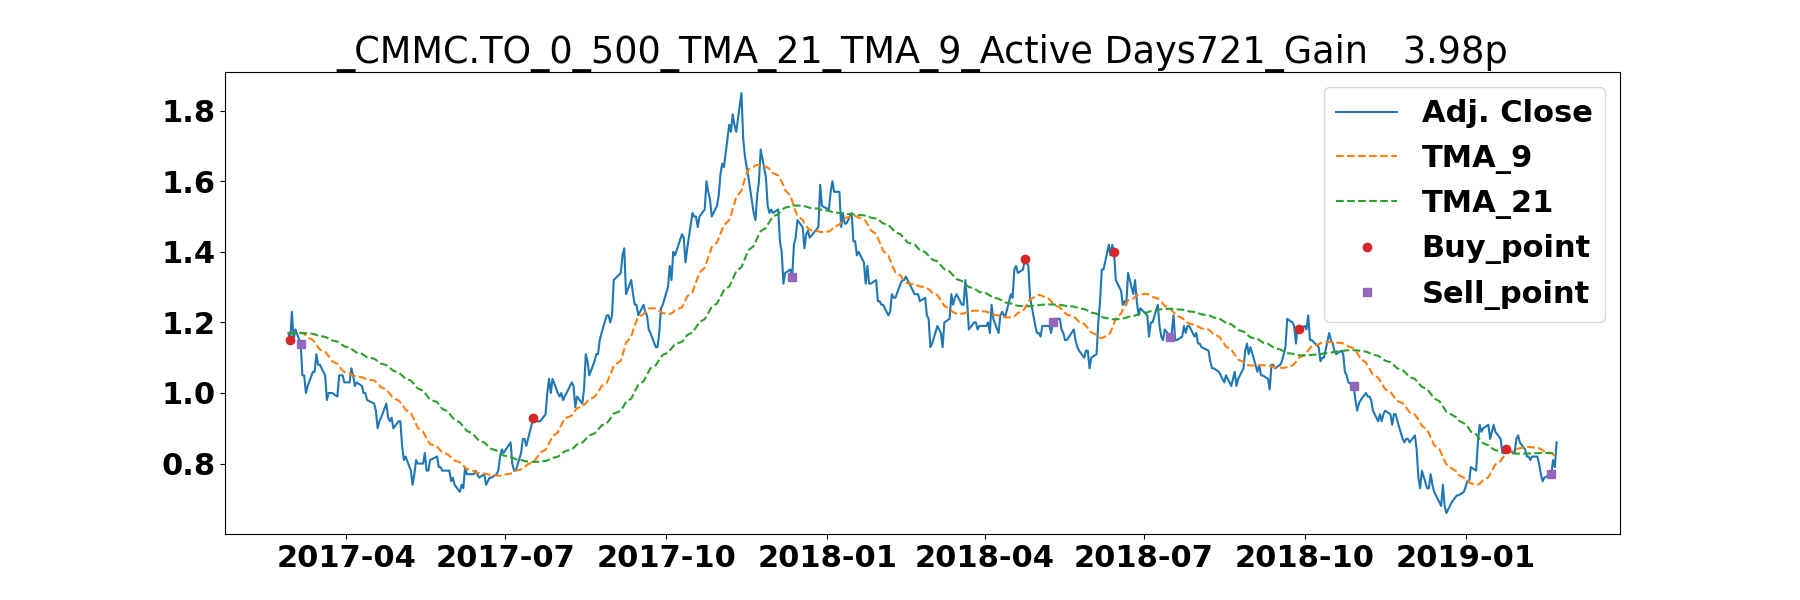 _CMMC.TO_0_500_TMA_21_TMA_9_Active Days721_Gain   3.98p
1.8
1.6
1.4
1.2
1.0
0.8
Adj. Close
TMA_9
TMA_21
Buy_point
Sell_point
2017-04 2017-07 2017-10 2018-01 2018-04 2018-07 2018-10 2019-01